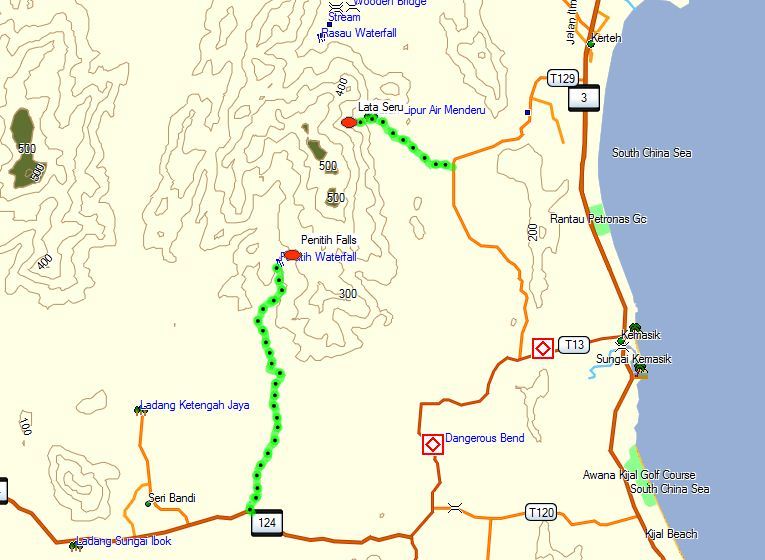 Wooden Bridge
Stream
Rasau Waterfall
Kerteh
T129
3
400
Lata Seru
Lipur Air Menderu
500
500
500
500
South China Sea
Rantau Petronas Gc
200
Penitih Falls
Penitih Waterfall
400
300
Kemasik
T13
Sungai Kemasik
Ladang Ketengah Jaya
100
Dangerous Bend
Awana Kijal Golf Course
South China Sea
Seri Bandi
124
T120
Kijal Beach
Ladang Sungai Ibok